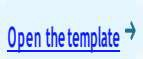 Open the template →